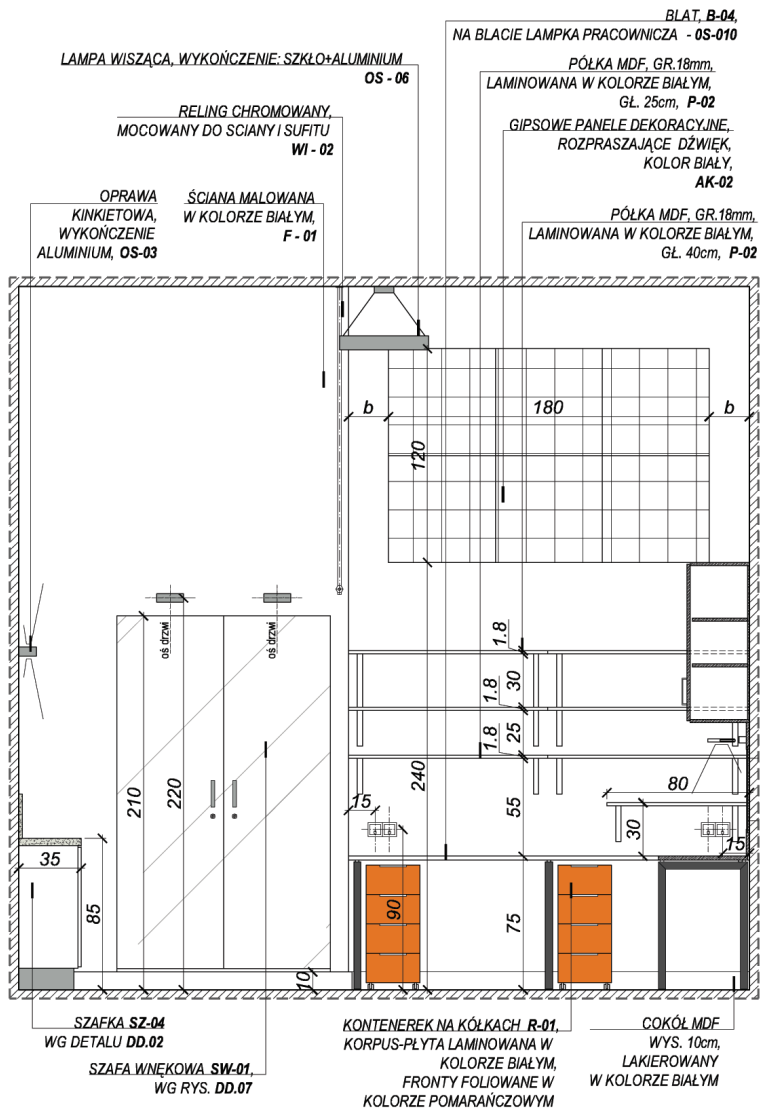 BLAT, B-04,
NA BLACIE LAMPKA PRACOWNICZA - 0S-010
LAMPA WISZĄCA, WYKOŃCZENIE: SZKŁO+ALUMINIUM
OS - 06
PÓŁKA MDF, GR.18mm,
LAMINOWANA W KOLORZE BIAŁYM,
GŁ. 25cm, P-02
RELING CHROMOWANY,
MOCOWANY DO SCIANY I SUFITU
WI - 02
GIPSOWE PANELE DEKORACYJNE,
ROZPRASZAJĄCE DŹWIĘK,
KOLOR BIAŁY,
AK-02
OPRAWA
KINKIETOWA,
WYKOŃCZENIE
ALUMINIUM, OS-03
ŚCIANA MALOWANA
W KOLORZE BIAŁYM,
F - 01
PÓŁKA MDF, GR.18mm,
LAMINOWANA W KOLORZE BIAŁYM,
GŁ. 40cm, P-02
b
180
b
120
oś drzwi
oś drzwi
1.8
30
1.8
25
1.8
210
220
240
15
55
80
30
15
35
85
90
75
10
SZAFKA SZ-04
WG DETALU DD.02
SZAFA WNĘKOWA SW-01,
WG RYS. DD.07
KONTENEREK NA KÓŁKACH R-01,
KORPUS-PŁYTA LAMINOWANA W
KOLORZE BIAŁYM,
FRONTY FOLIOWANE W
KOLORZE POMARAŃCZOWYM
COKÓŁ MDF
WYS. 10cm,
LAKIEROWANY
W KOLORZE BIAŁYM